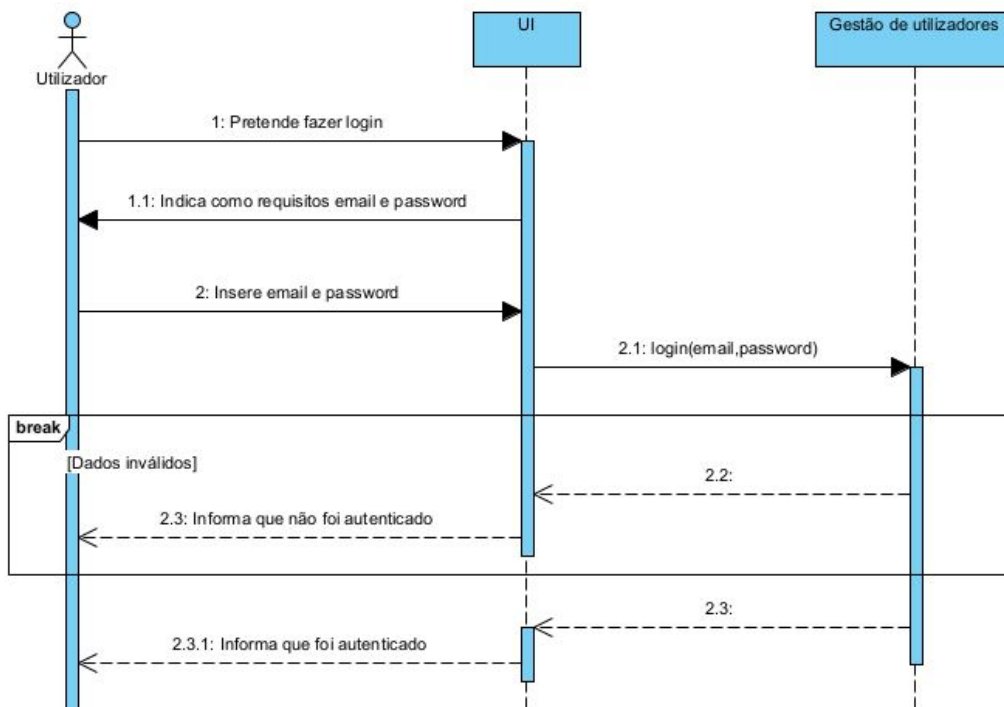 UI
Gestão de utilizadores
Utilizador
1: Pretende fazer login
1.1: Indica como requisitos email e password
2: Insere email e password
2.1: login(email,password)
break
[Dados inválidos]
2.2:
2.3: Informa que não foi autenticado
2.3:
2.3.1: Informa que foi autenticado